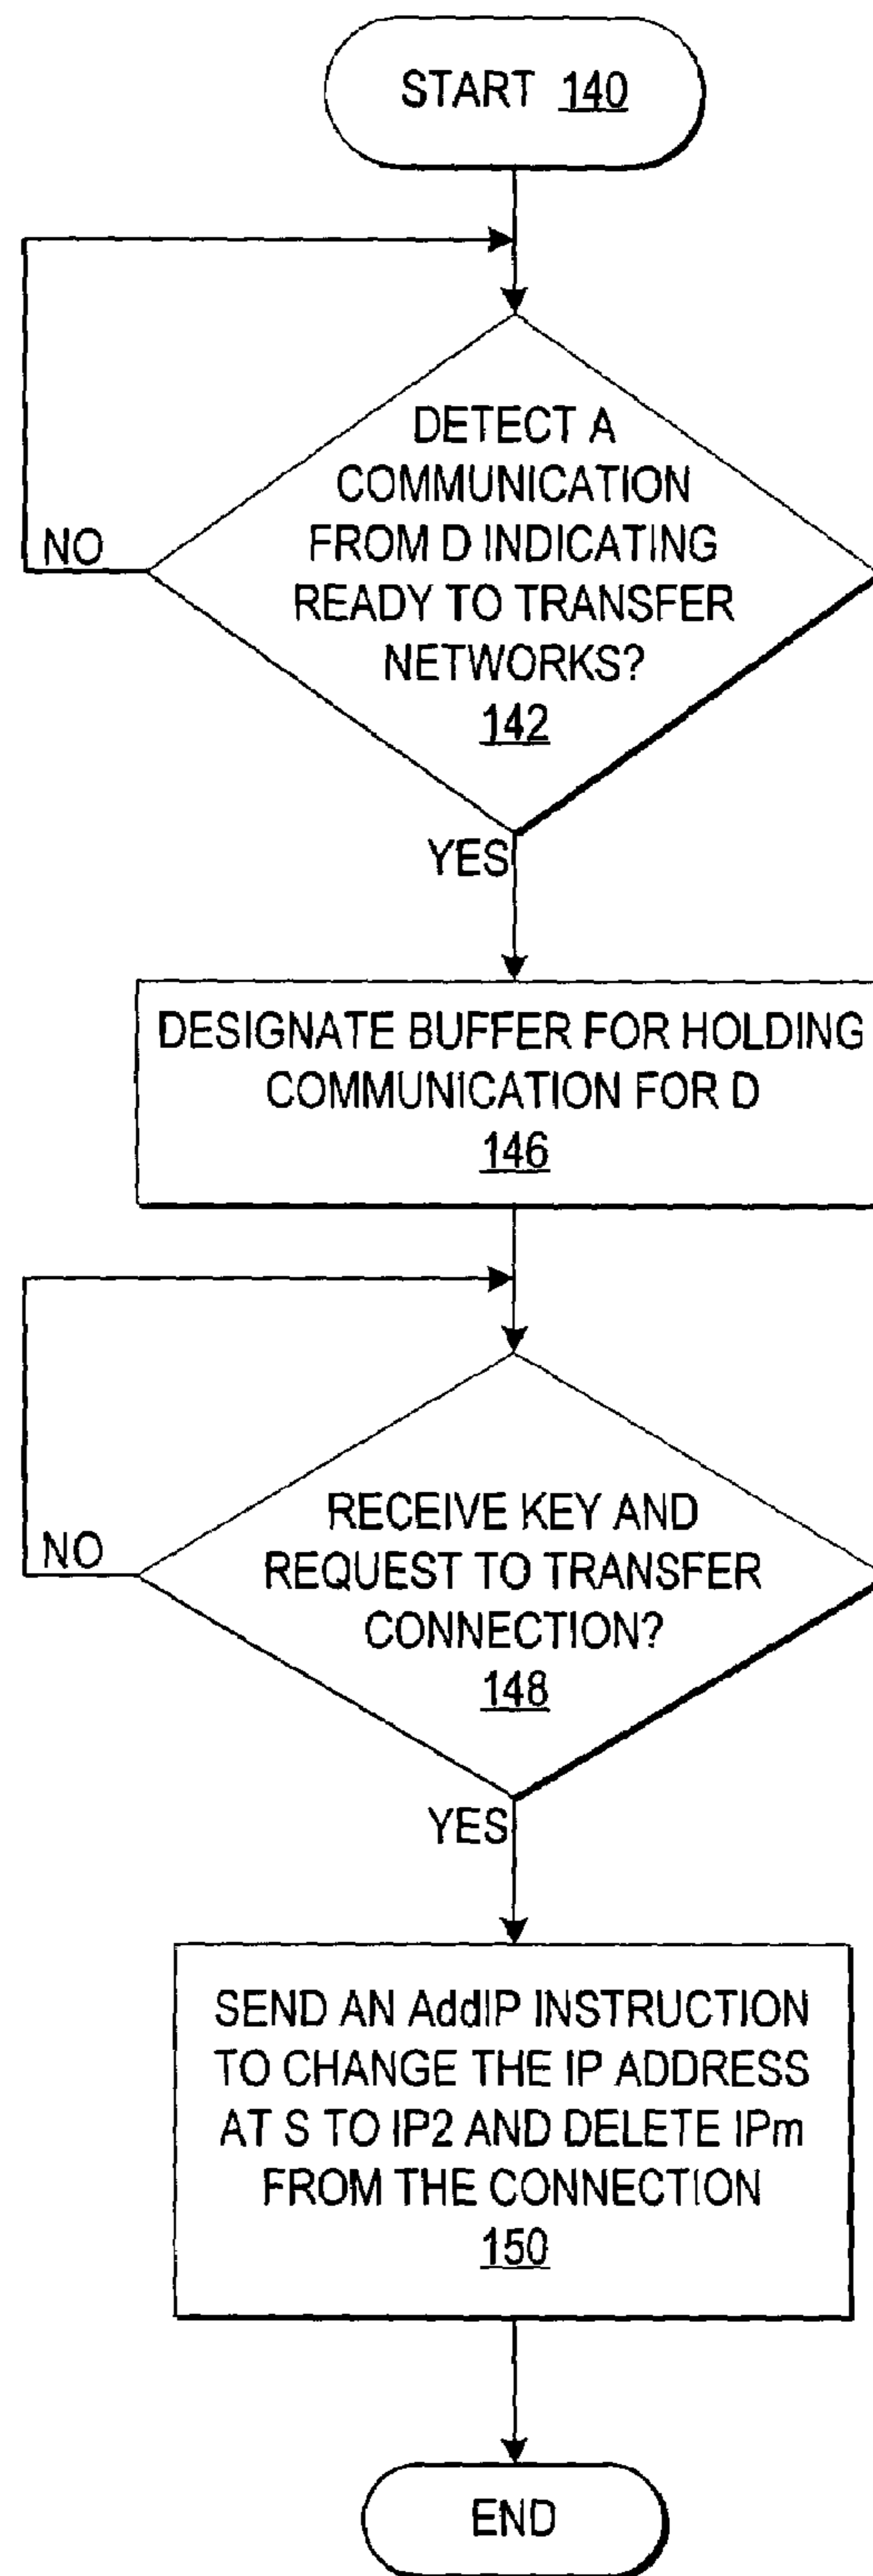 START 140
DETECT A
COMMUNICATION
FROM D INDICATING
READY TO TRANSFER
NETWORKS?
142
NO
YES
DESIGNATE BUFFER FOR HOLDING
COMMUNICATION FOR D
146
RECEIVE KEY AND
REQUEST TO TRANSFER
CONNECTION?
148
NO
YES
SEND AN AddIP INSTRUCTION
TO CHANGE THE IP ADDRESS
AT S TO IP2 AND DELETE IPm
FROM THE CONNECTION
150
END